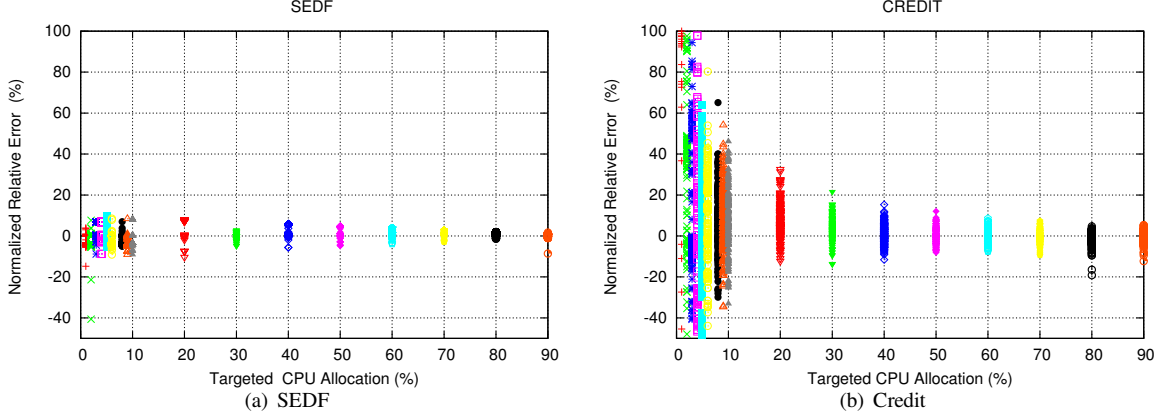 SEDF
100
80
60
40
20
0
-20
-40
0 10 20 30 40 50 60 70 80 90
Normalized Relative Error (%)
Targeted CPU Allocation (%)
(a) SEDF
CREDIT
100
80
60
40
20
0
-20
-40
0 10 20 30 40 50 60 70 80 90
Normalized Relative Error (%)
Targeted CPU Allocation (%)
(b) Credit